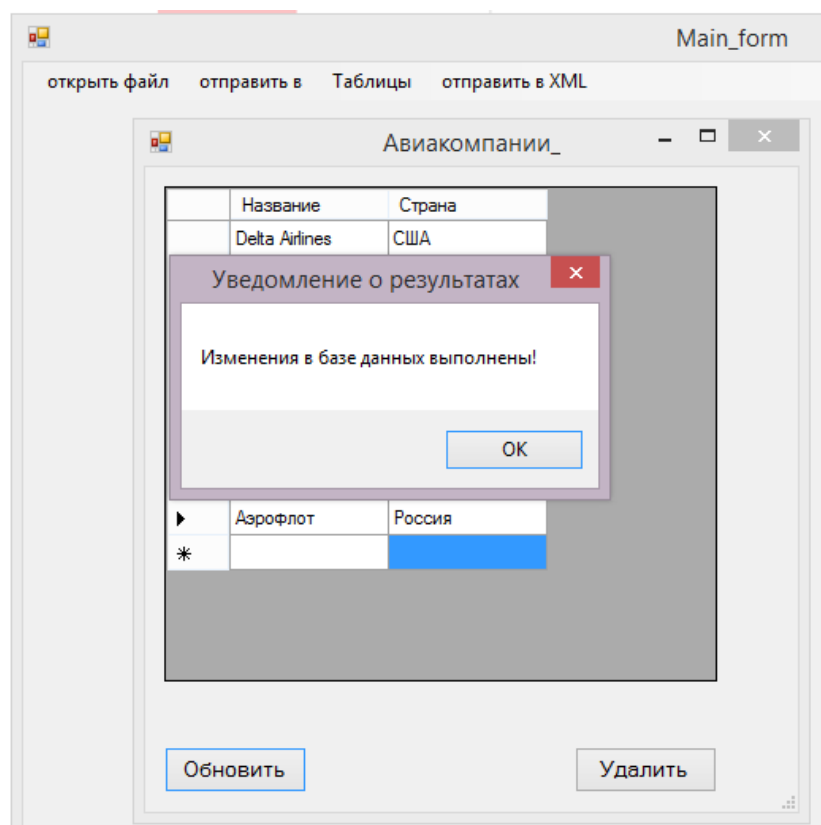 Main_form
открыть файл отправить в Таблицы отправить в XML
Авиакомпании_
Название Страна
Delta Airlines США
Уведомление о результатах
Изменения в базе данных выполнены!
ОК
Аэрофлот Россия
Обновить Удалить